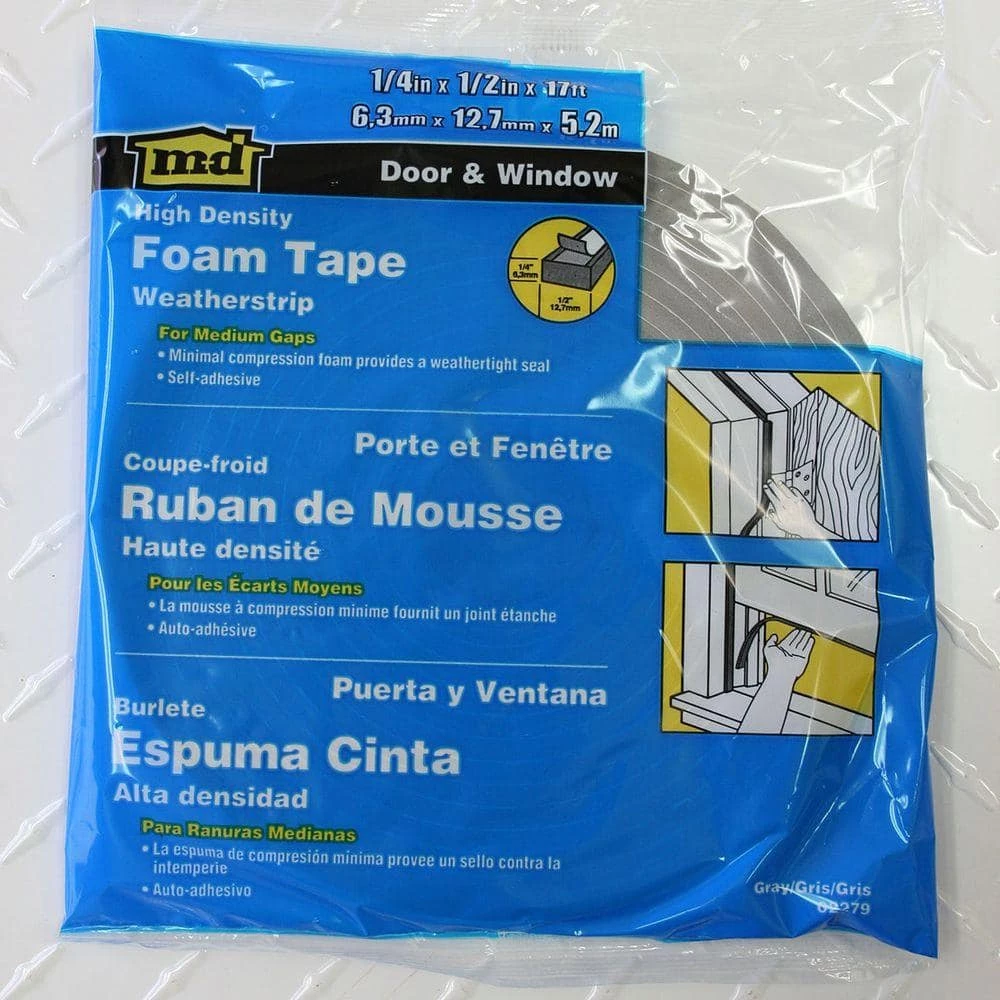 1/4in x 1/2in x 17ft
6,3mm x 12,7mm x 5,2m
m-d
Door & Window
High Density
Foam Tape
Weatherstrip
1/4"
6,3mm
1/2"
12,7mm
For Medium Gaps
• Minimal compression foam provides a weathertight seal
• Self-adhesive
Porte et Fenêtre
Coupe-froid
Ruban de Mousse
Haute densité
Pour les Écarts Moyens
• La mousse à compression minime fournit un joint étanche
• Auto-adhésive
Puerta y Ventana
Burlete
Espuma Cinta
Alta densidad
Para Ranuras Medianas
• La espuma de compresión mínima provee un sello contra la
intemperie
• Auto-adhesivo
Gray/Gris/Gris
02279